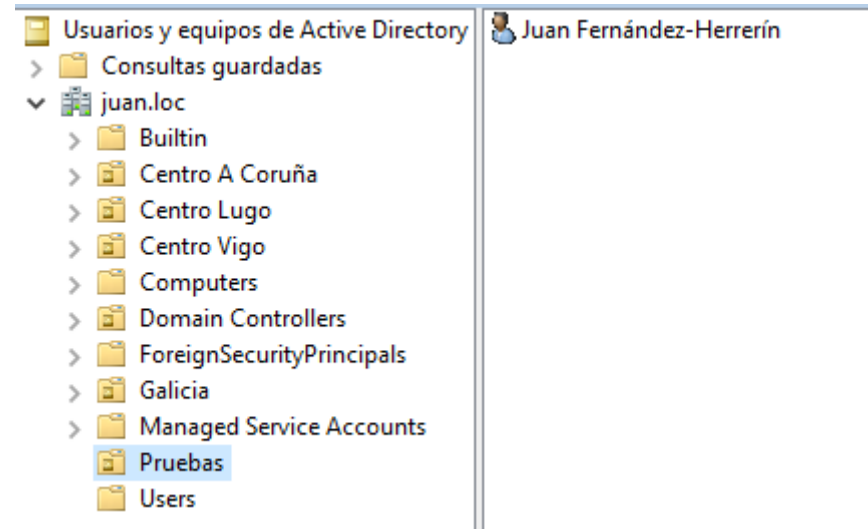 Usuarios y equipos de Active Directory
Consultas guardadas
juan.loc
Builtin
Centro A Coruña
Centro Lugo
Centro Vigo
Computers
Domain Controllers
ForeignSecurityPrincipals
Galicia
Managed Service Accounts
Pruebas
Users
Juan Fernández-Herrerín